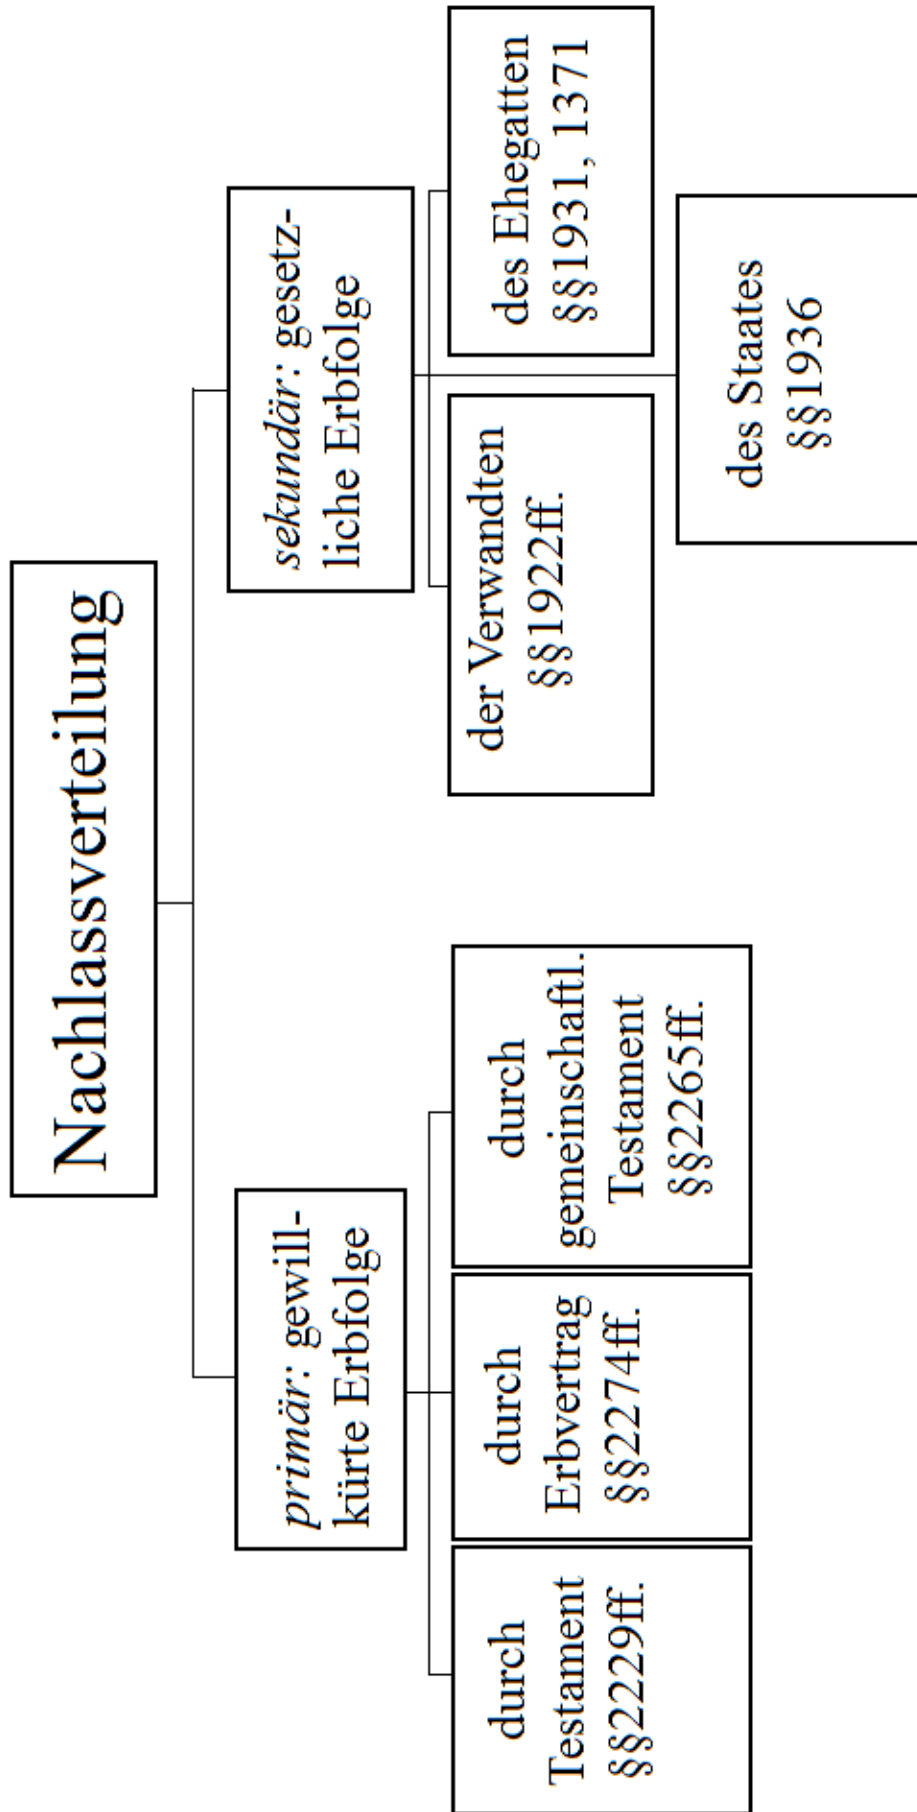 Nachlassverteilung
primär: gewill-
kürte Erbfolge
sekundär: gesetz-
liche Erbfolge
durch
Testament
§§2229ff.
durch
Erbvertrag
§§2274ff.
durch
gemeinschaftl.
Testament
§§2265ff.
der Verwandten
§§1922ff.
des Ehegatten
§§1931, 1371
des Staates
§§1936